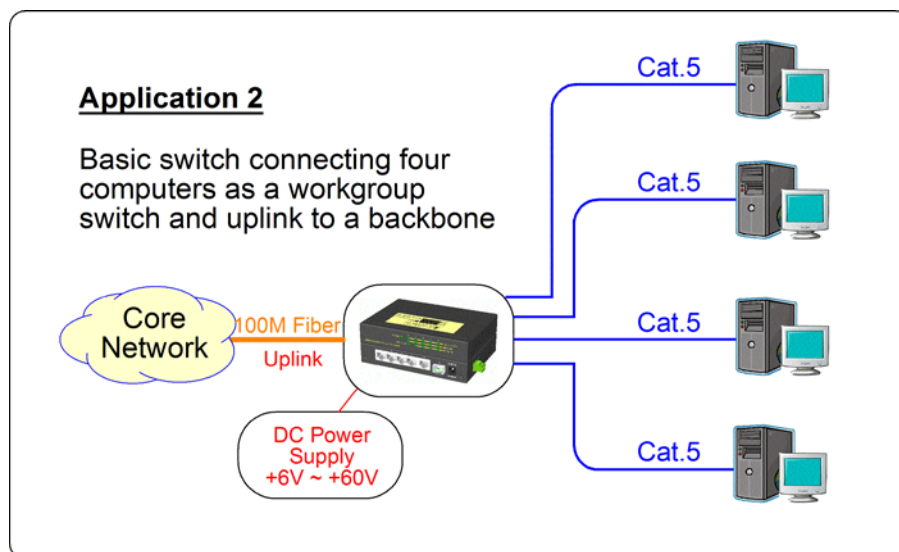 Application 2
Basic switch connecting four
computers as a workgroup
switch and uplink to a backbone
Cat.5
Cat.5
Cat.5
Cat.5
Core
Network
100M Fiber
Uplink
DC Power
Supply
+6V ~ +60V